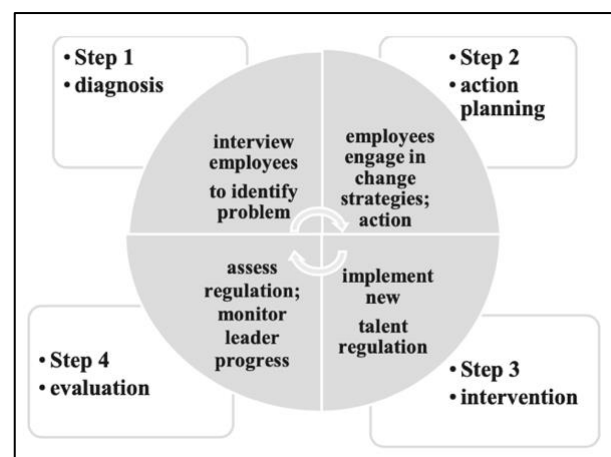 • Step 1
• diagnosis
interview
employees
to identify
problem
• Step 2
• action
planning
employees
engage in
change
strategies;
action
• Step 3
• intervention
implement
new
talent
regulation
• Step 4
• evaluation
assess
regulation;
monitor
leader
progress